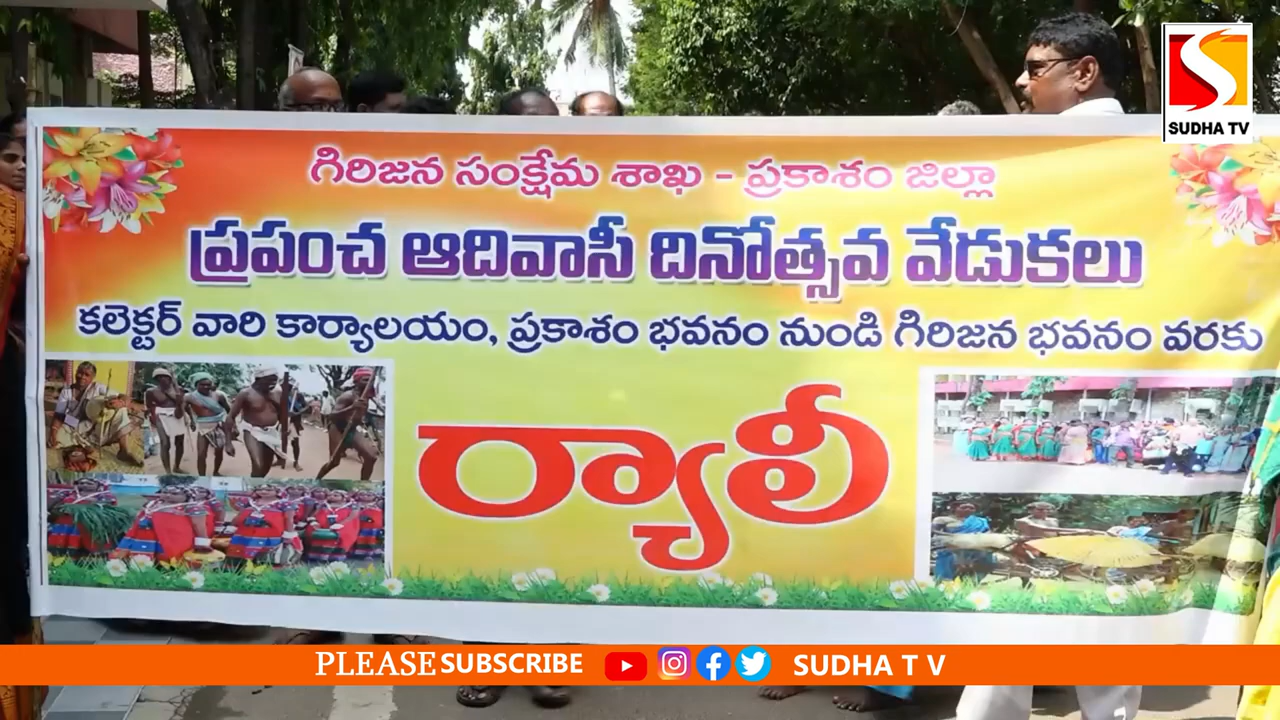 SUDHA TV
గిరిజన సంక్షేమ శాఖ - ప్రకాశం జిల్లా
ప్రపంచ ఆదివాసీ దినోత్సవ వేడుకలు
కలెక్టర్ వారి కార్యాలయం, ప్రకాశం భవనం నుండి గిరిజన భవనం వరకు
ర్యాలీ
PLEASE SUBSCRIBE SUDHA T V